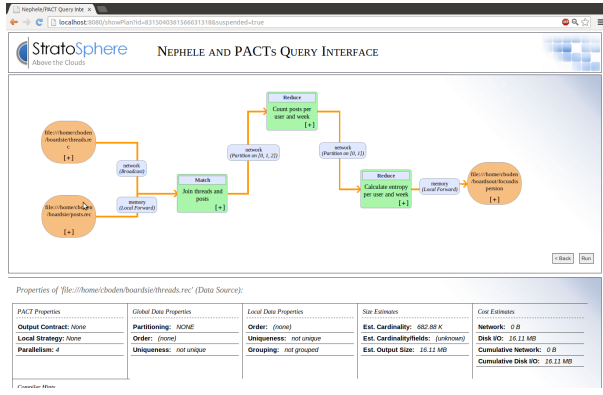 Nephele/PACT Query Inte ×
localhost:8080/showPlan?id=8315040361566631318&suspended=true
StratoSphere
Above the Clouds
NEPHELE AND PACTS QUERY INTERFACE
file:///home/cboden
/boardsie/threads.re
c
[+]
network
(Broadcast)
file:///home/cboden
/boardsie/posts.rec
[+]
memory
(Local Forward)
Match
Join threads and
posts
[+]
network
(Partition on [0, 1, 2])
Reduce
Count posts per
user and week
[+]
network
(Partition on [0, 1])
Reduce
Calculate entropy
per user and week
[+]
memory
(Local Forward)
file:///home/cboden
person
[+]
< Back
Run
Properties of 'file:///home/cboden/boardsie/threads.rec' (Data Source):
PACT Properties
Output Contract: None
Local Strategy: None
Parallelism: 4
Global Data Properties
Partitioning: NONE
Order: (none)
Uniqueness: not unique
Local Data Properties
Order: (none)
Uniqueness: not unique
Grouping: not grouped
Size Estimates
Est. Cardinality: 682.88 K
Est. Cardinality/fields: (unknown)
Est. Output Size: 16.11 MB
Cost Estimates
Network: 0 B
Disk I/O: 16.11 MB
Cumulative Network: 0 B
Cumulative Disk I/O: 16.11 MB
Compiler Hints